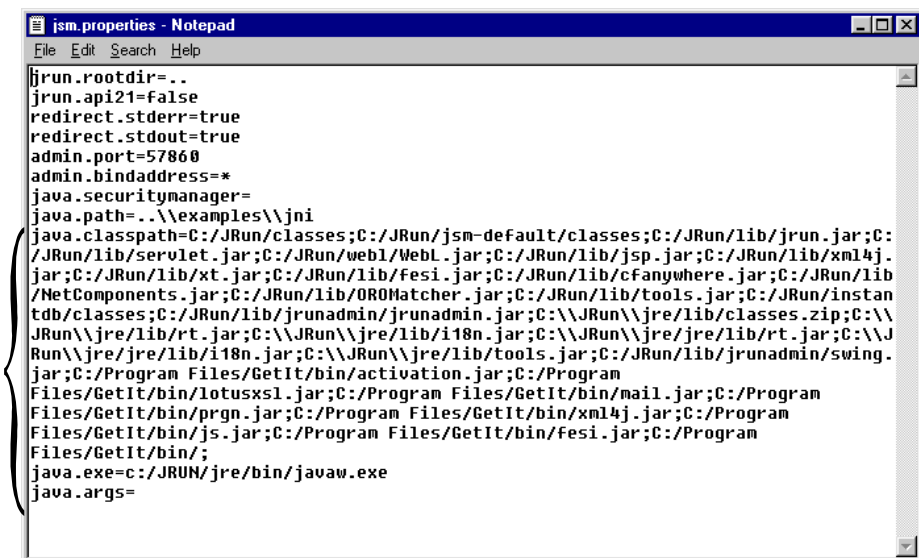 jsm.properties - Notepad
File Edit Search Help
jrun.rootdir=..
jrun.api21=false
redirect.stderr=true
redirect.stdout=true
admin.port=57860
admin.bindaddress=*
java.securitymanager=
java.path=..\\examples\\jni
java.classpath=C:/JRun/classes;C:/JRun/jsm-default/classes;C:/JRun/lib/jrun.jar;C:
/JRun/lib/servlet.jar;C:/JRun/webl/WebL.jar;C:/JRun/lib/jsp.jar;C:/JRun/lib/xml4j.
jar;C:/JRun/lib/xt.jar;C:/JRun/lib/fesi.jar;C:/JRun/lib/cfanywhere.jar;C:/JRun/lib
/NetComponents.jar;C:/JRun/lib/OROMatcher.jar;C:/JRun/lib/tools.jar;C:/JRun/instan
tdb/classes;C:/JRun/lib/jrunadmin/jrunadmin.jar;C:\\JRun\\jre/lib/classes.zip;C:\\
JRun\\jre/lib/rt.jar;C:\\JRun\\jre/lib/i18n.jar;C:\\JRun\\jre/jre/lib/rt.jar;C:\\J
Run\\jre/jre/lib/i18n.jar;C:\\JRun\\jre/lib/tools.jar;C:/JRun/lib/jrunadmin/swing.
jar;C:/Program Files/GetIt/bin/activation.jar;C:/Program
Files/GetIt/bin/lotusxsl.jar;C:/Program Files/GetIt/bin/mail.jar;C:/Program
Files/GetIt/bin/prgn.jar;C:/Program Files/GetIt/bin/xml4j.jar;C:/Program
Files/GetIt/bin/js.jar;C:/Program Files/GetIt/bin/fesi.jar;C:/Program
Files/GetIt/bin/;
java.exe=c:/JRUN/jre/bin/javaw.exe
java.args=